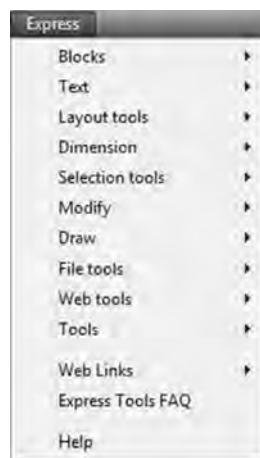 Express
Blocks
Text
Layout tools
Dimension
Selection tools
Modify
Draw
File tools
Web tools
Tools
Web Links
Express Tools FAQ
Help